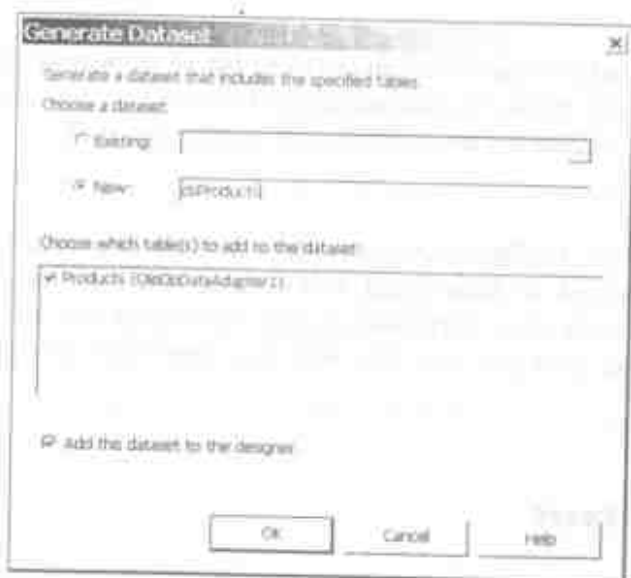 Generate Dataset
Generate a dataset that includes the specified tables.
Choose a dataset:
Existing:
New: dsProducts
Choose which table(s) to add to the dataset:
Products (OleDbDataAdapter1)
Add this dataset to the designer.
OK Cancel Help